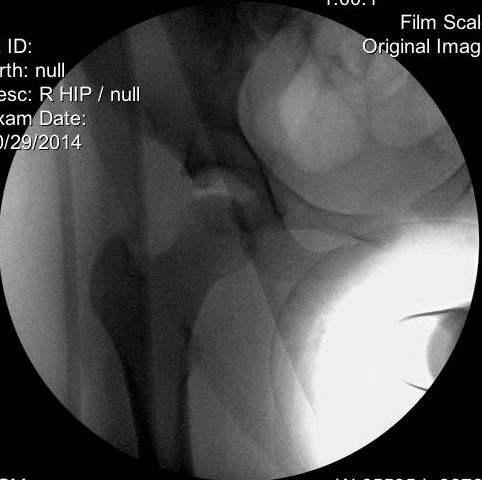 Film Scal
ID:
Original Imag
rth: null
esc: R HIP / null
xam Date:
0/29/2014